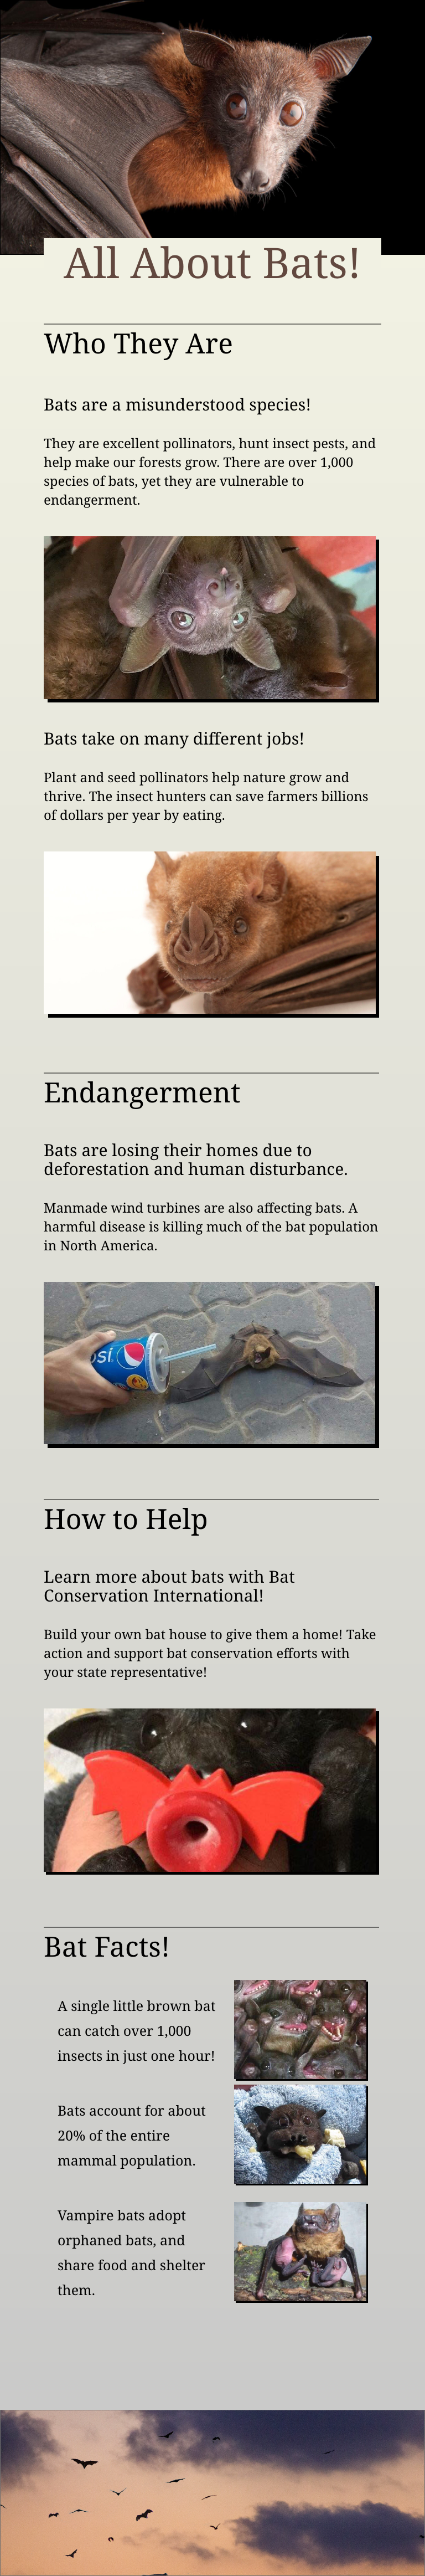 All About Bats!
Who They Are
Bats are a misunderstood species!
They are excellent pollinators, hunt insect pests, and
help make our forests grow. There are over 1,000
species of bats, yet they are vulnerable to
endangerment.
Bats take on many different jobs!
Plant and seed pollinators help nature grow and
thrive. The insect hunters can save farmers billions
of dollars per year by eating.
Endangerment
Bats are losing their homes due to
deforestation and human disturbance.
Manmade wind turbines are also affecting bats. A
harmful disease is killing much of the bat population
in North America.
psi
How to Help
Learn more about bats with Bat
Conservation International!
Build your own bat house to give them a home! Take
action and support bat conservation efforts with
your state representative!
Bat Facts!
A single little brown bat
can catch over 1,000
insects in just one hour!
Bats account for about
20% of the entire
mammal population.
Vampire bats adopt
orphaned bats, and
share food and shelter
them.